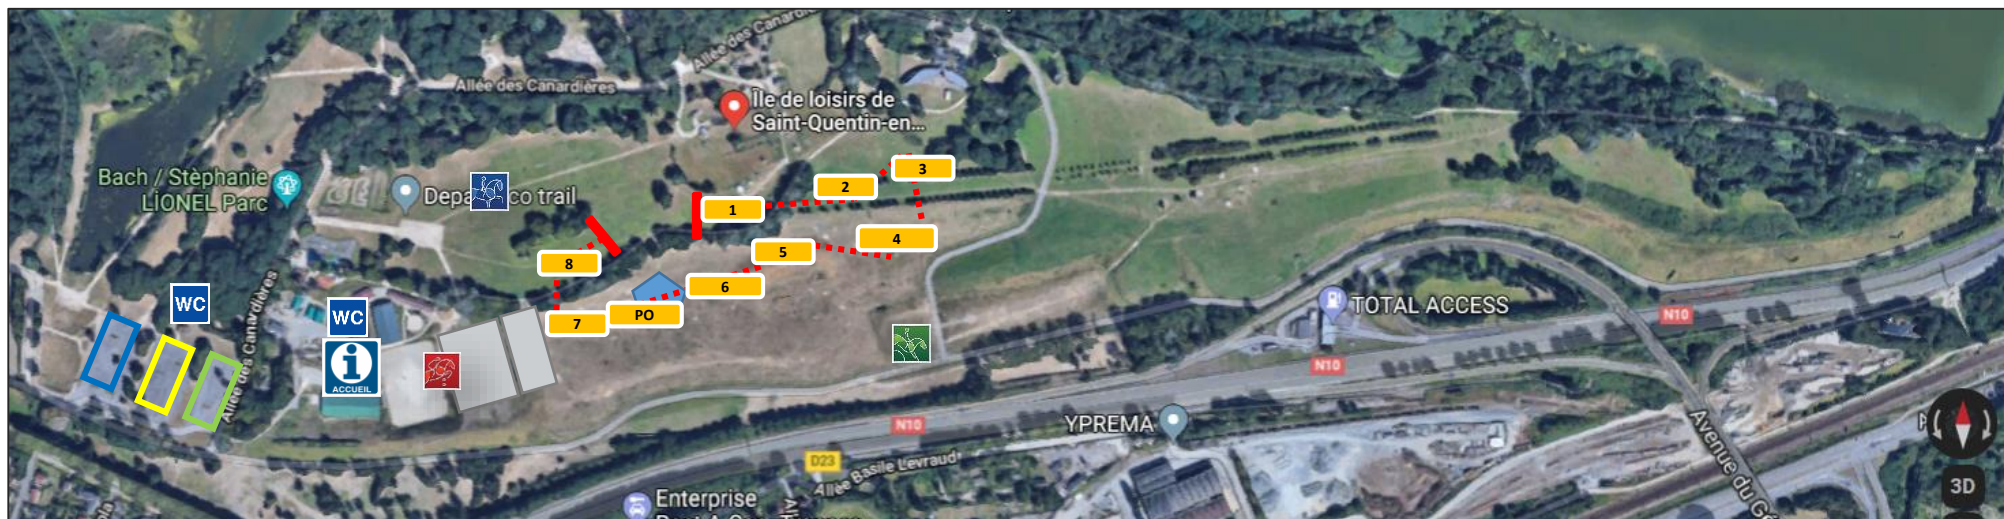 Allée des Canardières
Allée des Canardi
Île de loisirs de
Saint-Quentin-en...
Bach / Stèphanie
LIONEL Parc
Depa
co trail
1
2
3
4
5
6
PO
7
8
WC
WC
i
ACCUEIL
Allée des Canardières
TOTAL ACCESS
N10
N10
N10
D23
YPREMA
Allée Basile Levraud
Enterprise
Avenue du Gé
3D